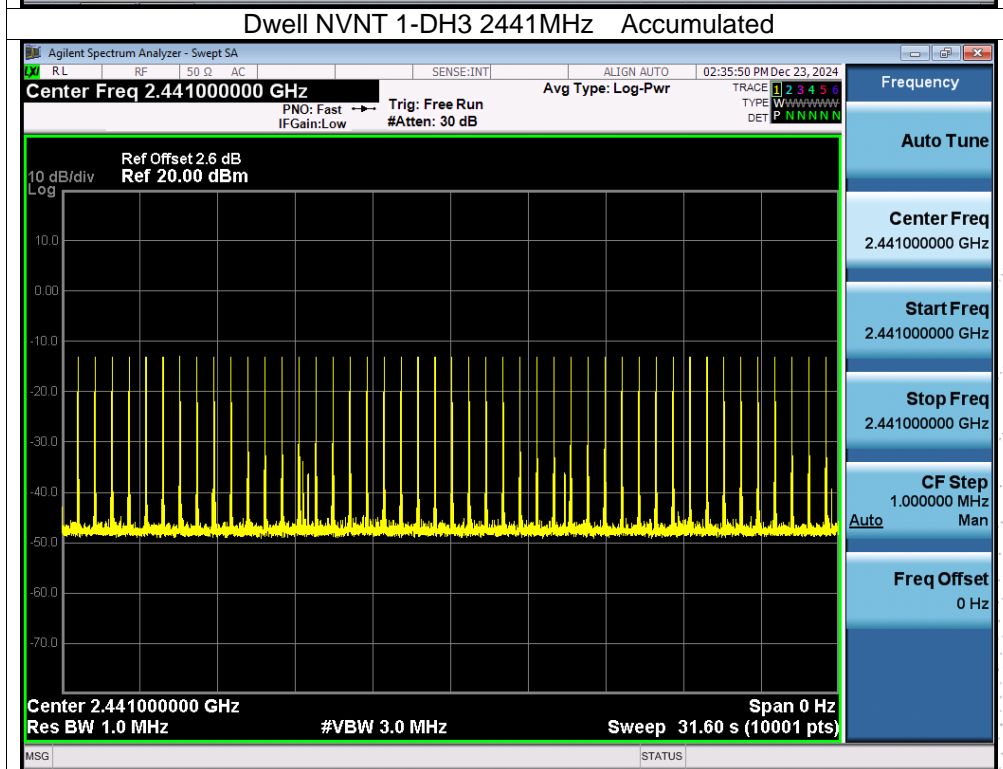 Dwell NVNT 1-DH3 2441MHz Accumulated
Agilent Spectrum Analyzer - Swept SA
LXI RL RF 50 Ω AC SENSE:INT ALIGN AUTO 02:35:50 PM Dec 23, 2024
Center Freq 2.441000000 GHz
PNO: Fast
IFGain:Low
Trig: Free Run
#Atten: 30 dB
Avg Type: Log-Pwr
TRACE 1 2 3 4 5 6
TYPE WWWWWWW
DET P N N N N N
Frequency
Ref Offset 2.6 dB
10 dB/div Ref 20.00 dBm
Log
10.0
0.00
-10.0
-20.0
-30.0
-40.0
-50.0
-60.0
-70.0
Center 2.441000000 GHz Span 0 Hz
Res BW 1.0 MHz #VBW 3.0 MHz Sweep 31.60 s (10001 pts)
Auto Tune
Center Freq
2.441000000 GHz
Start Freq
2.441000000 GHz
Stop Freq
2.441000000 GHz
CF Step
1.000000 MHz
Auto Man
Freq Offset
0 Hz
MSG STATUS